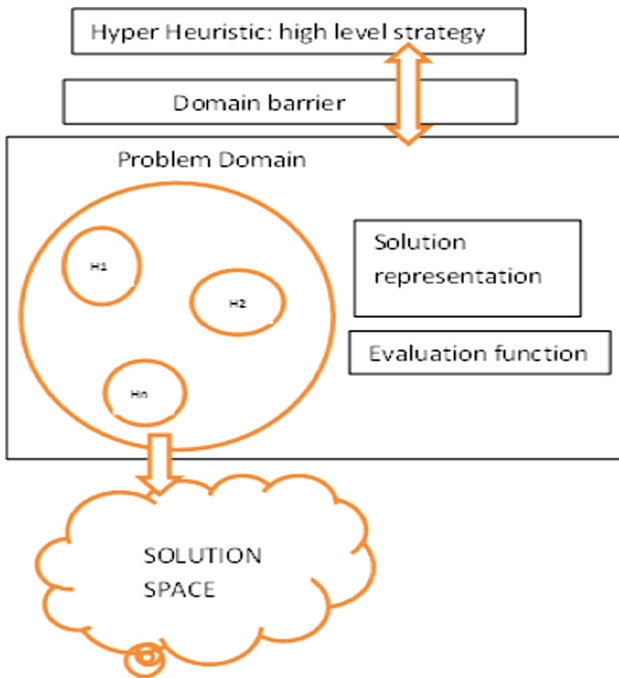 Hyper Heuristic: high level strategy
Domain barrier
Problem Domain
H1
H2
Hn
Solution
representation
Evaluation function
SOLUTION
SPACE